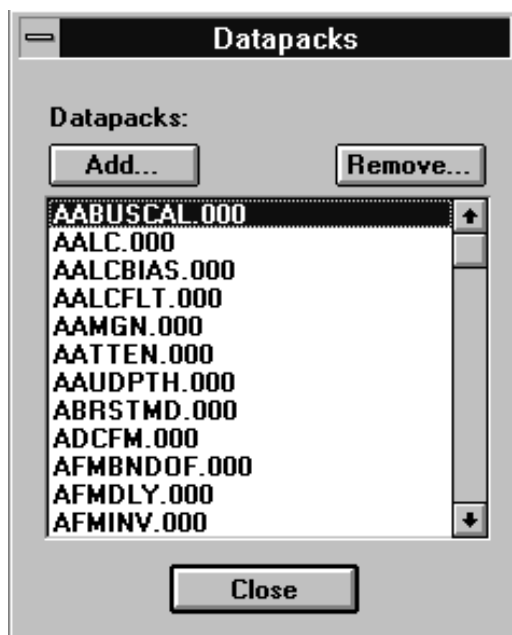 Datapacks
Datapacks:
Add... Remove...
AABUSCAL.000
AALC.000
AALCBIAS.000
AALCFLT.000
AAMGN.000
AATTEN.000
AAUDPTH.000
ABRSTMD.000
ADCFM.000
AFMBNDOF.000
AFMDLY.000
AFMINV.000
Close